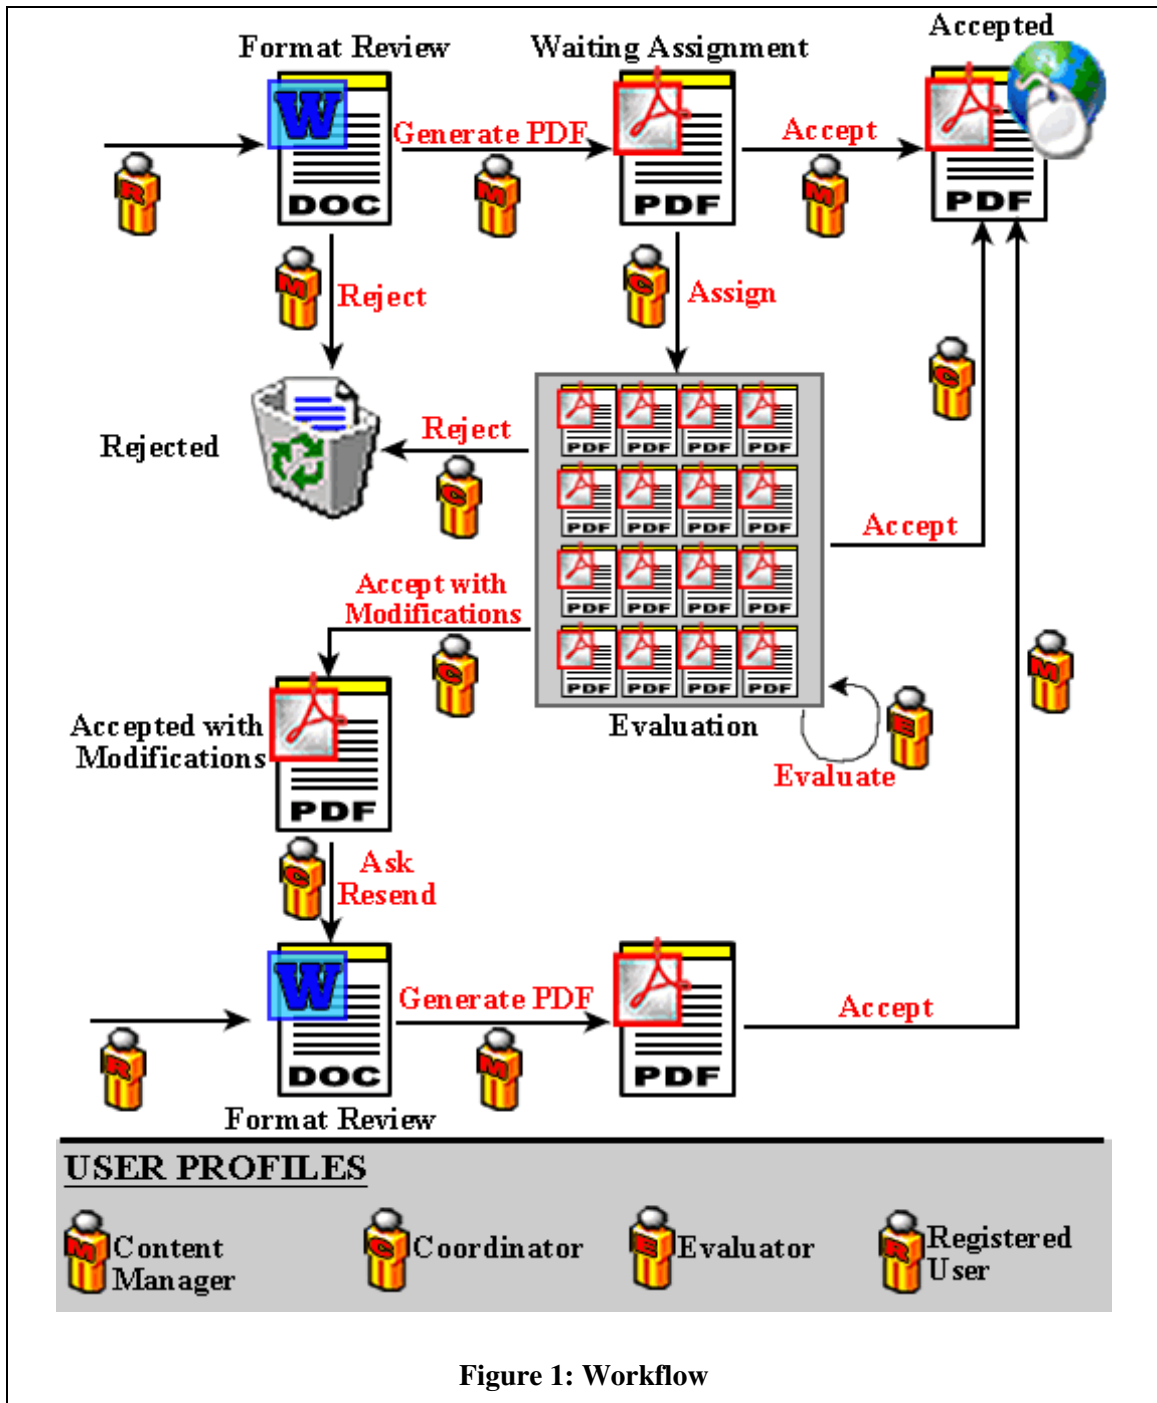 Format Review
Waiting Assignment
Accepted
W
DOC
Generate PDF
PDF
Accept
PDF
R
M
M
M
Reject
C
Assign
C
Rejected
Reject
C
PDF PDF PDF PDF
PDF PDF PDF PDF
PDF PDF PDF PDF
PDF PDF PDF PDF
Accept
Accept with
Modifications
C
M
Accepted with
Modifications
PDF
Evaluation
E
Evaluate
C
Ask
Resend
W
DOC
Generate PDF
PDF
Accept
R
M
Format Review
USER PROFILES
M
Content
Manager
C
Coordinator
E
Evaluator
R
Registered
User
Figure 1: Workflow